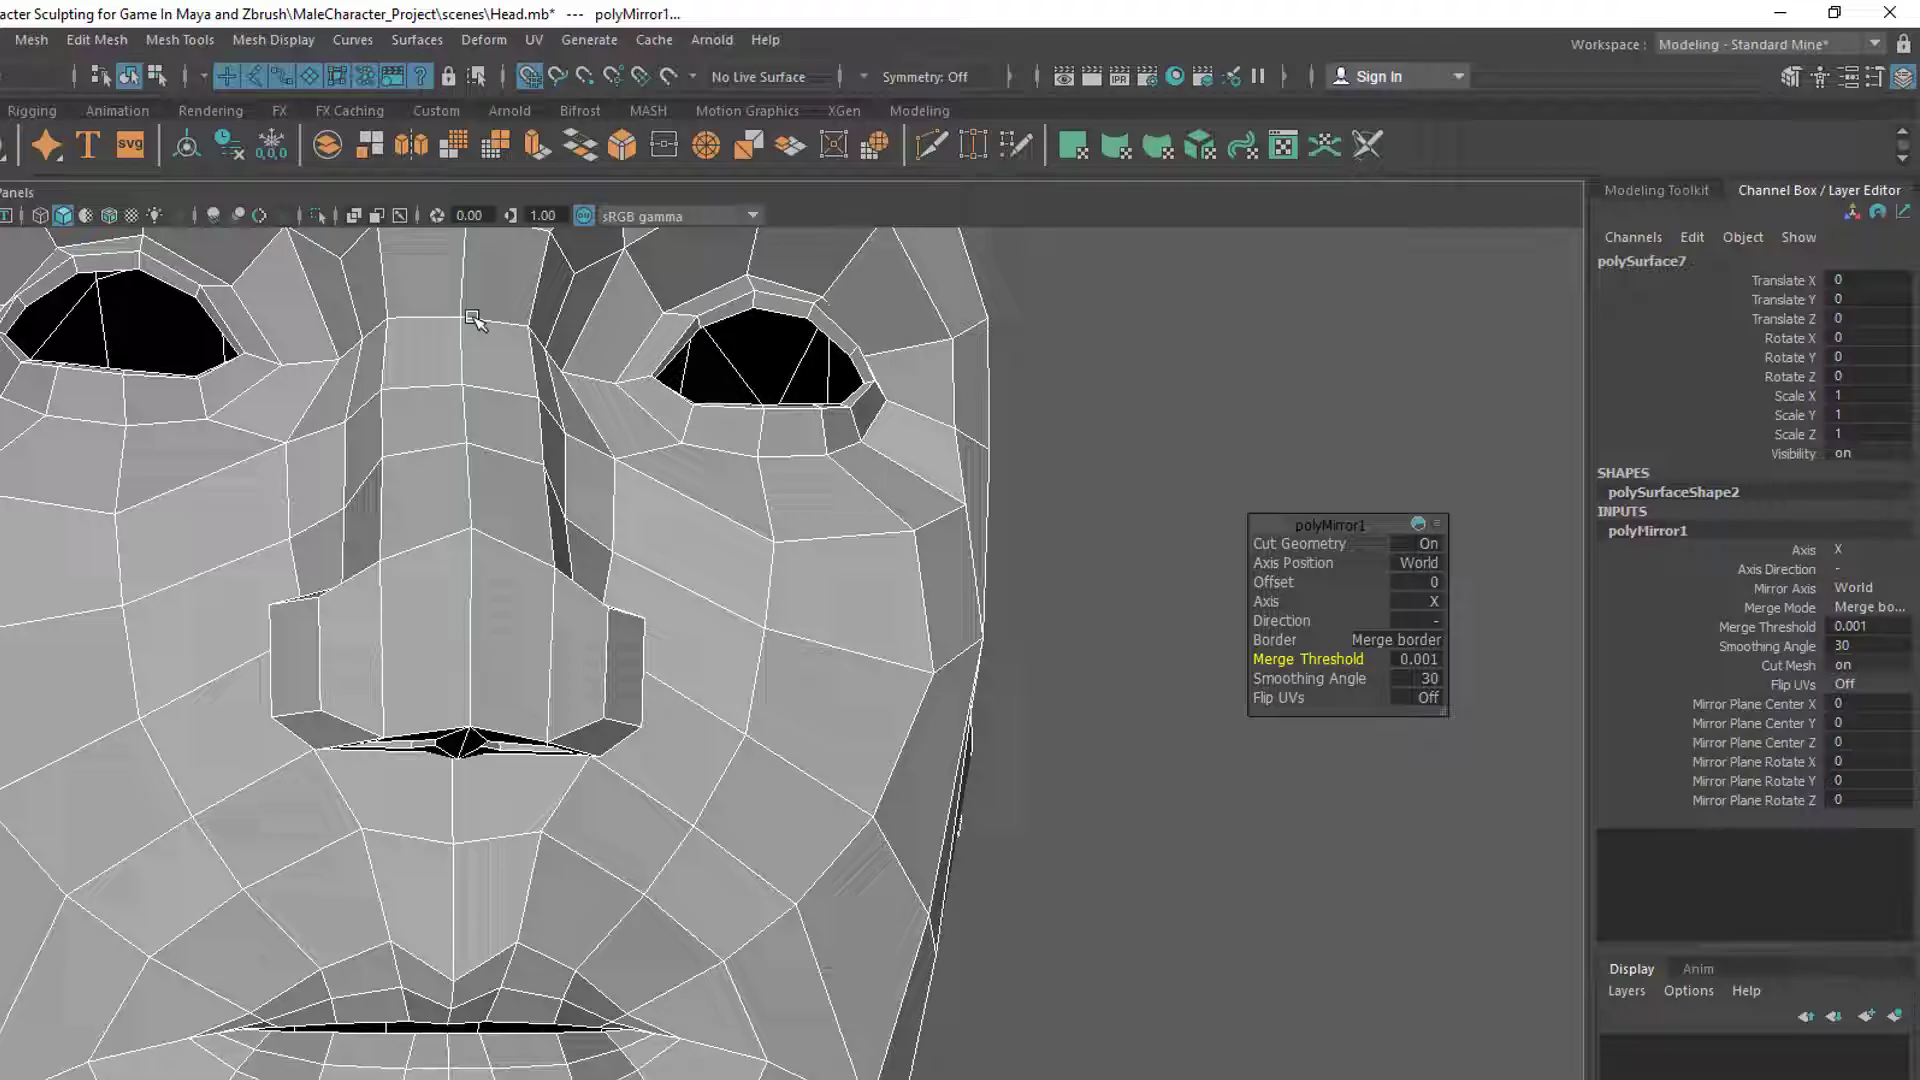 acter Sculpting for Game In Maya and Zbrush\MaleCharacter_Project\scenes\Head.mb* --- polyMirror1...
Mesh Edit Mesh Mesh Tools Mesh Display Curves Surfaces Deform UV Generate Cache Arnold Help
Workspace : Modeling - Standard Mine*
No Live Surface Symmetry: Off IPR Sign In
Rigging Animation Rendering FX FX Caching Custom Arnold Bifrost MASH Motion Graphics XGen Modeling
T SVG 0,0,0
Panels
0.00 1.00 sRGB gamma
Modeling Toolkit Channel Box / Layer Editor
Channels Edit Object Show
polySurface7
Translate X 0
Translate Y 0
Translate Z 0
Rotate X 0
Rotate Y 0
Rotate Z 0
Scale X 1
Scale Y 1
Scale Z 1
Visibility on
SHAPES
polySurfaceShape2
INPUTS
polyMirror1
Axis X
Axis Direction -
Mirror Axis World
Merge Mode Merge bo...
Merge Threshold 0.001
Smoothing Angle 30
Cut Mesh on
Flip UVs Off
Mirror Plane Center X 0
Mirror Plane Center Y 0
Mirror Plane Center Z 0
Mirror Plane Rotate X 0
Mirror Plane Rotate Y 0
Mirror Plane Rotate Z 0
polyMirror1
Cut Geometry On
Axis Position World
Offset 0
Axis X
Direction -
Border Merge border
Merge Threshold 0.001
Smoothing Angle 30
Flip UVs Off
Display Anim
Layers Options Help